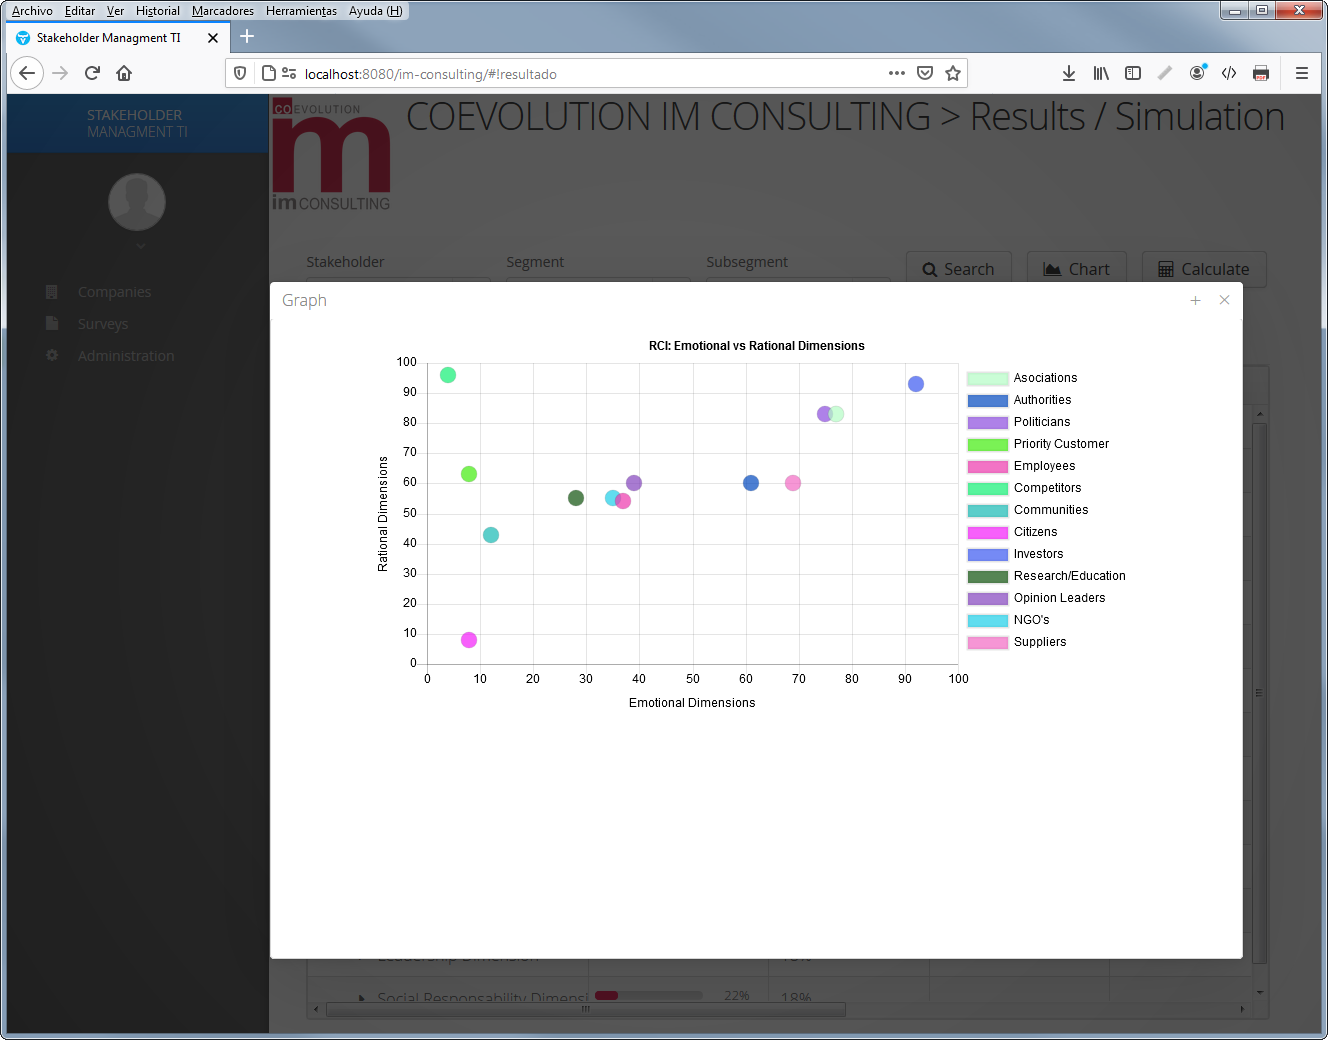 Archivo Editar Ver Historial Marcadores Herramientas Ayuda (H)
Stakeholder Managment TI
localhost:8080/im-consulting/#!resultado
STAKEHOLDER
MANAGMENT TI
COEVOLUTION
im
im CONSULTING
COEVOLUTION IM CONSULTING > Results / Simulation
Companies
Surveys
Administration
Stakeholder Segment Subsegment Search Chart Calculate
Graph
RCI: Emotional vs Rational Dimensions
Rational Dimensions
100
90
80
70
60
50
40
30
20
10
0
0 10 20 30 40 50 60 70 80 90 100
Emotional Dimensions
Asociations
Authorities
Politicians
Priority Customer
Employees
Competitors
Communities
Citizens
Investors
Research/Education
Opinion Leaders
NGO's
Suppliers
Leadership Dimension
Social Responsability Dimensi 22% 18%